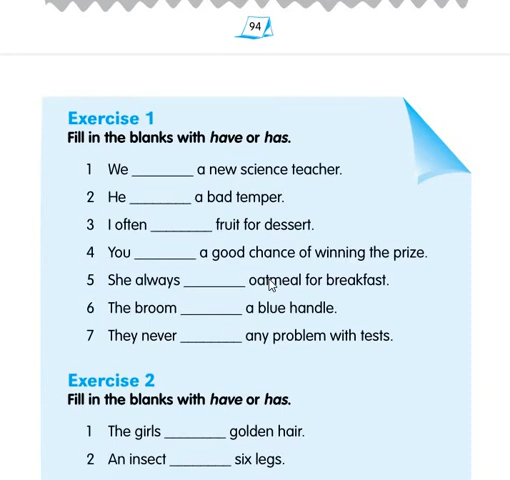 94
Exercise 1
Fill in the blanks with have or has.
1 We ________ a new science teacher.
2 He ________ a bad temper.
3 I often ________ fruit for dessert.
4 You ________ a good chance of winning the prize.
5 She always ________ oatmeal for breakfast.
6 The broom ________ a blue handle.
7 They never ________ any problem with tests.
Exercise 2
Fill in the blanks with have or has.
1 The girls ________ golden hair.
2 An insect ________ six legs.